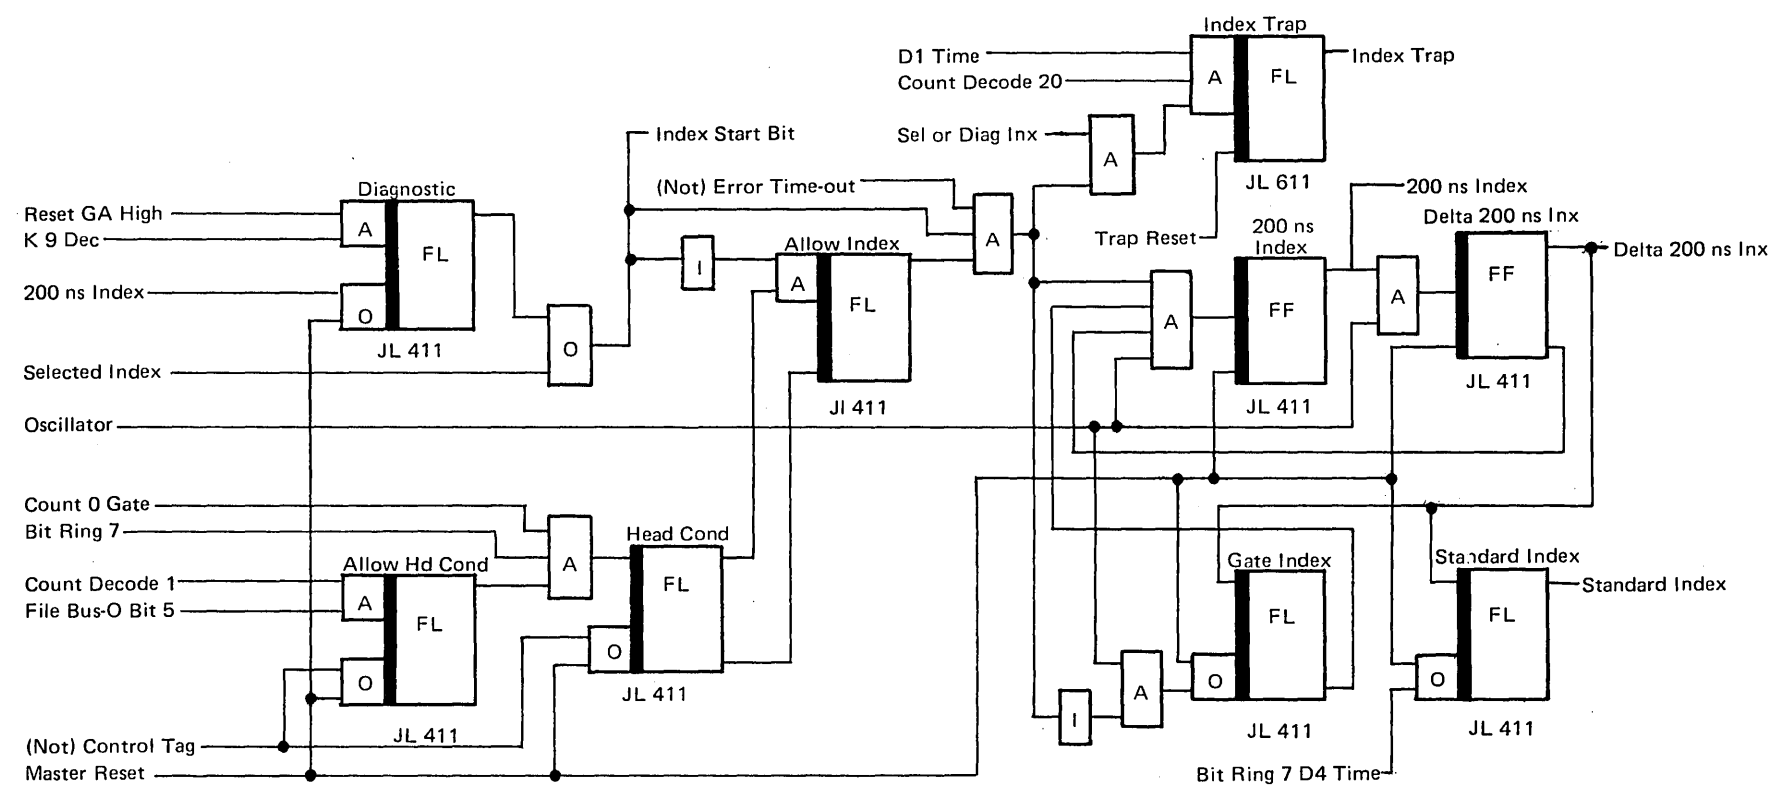 Index Trap
D1 Time
A
FL
Index Trap
Count Decode 20
Sel or Diag Inx
A
JL 611
Index Start Bit
(Not) Error Time-out
A
Trap Reset
Diagnostic
Reset GA High
K 9 Dec
A
FL
200 ns Index
O
JL 411
Selected Index
O
I
Allow Index
A
FL
JI 411
200 ns
Index
A
FF
JL 411
200 ns Index
Delta 200 ns Inx
A
FF
Delta 200 ns Inx
JL 411
Oscillator
Count 0 Gate
Bit Ring 7
A
Head Cond
FL
O
JL 411
Allow Hd Cond
Count Decode 1
File Bus-O Bit 5
A
FL
O
JL 411
(Not) Control Tag
Master Reset
Gate Index
FL
I
A
O
JL 411
Standard Index
FL
Standard Index
O
JL 411
Bit Ring 7 D4 Time